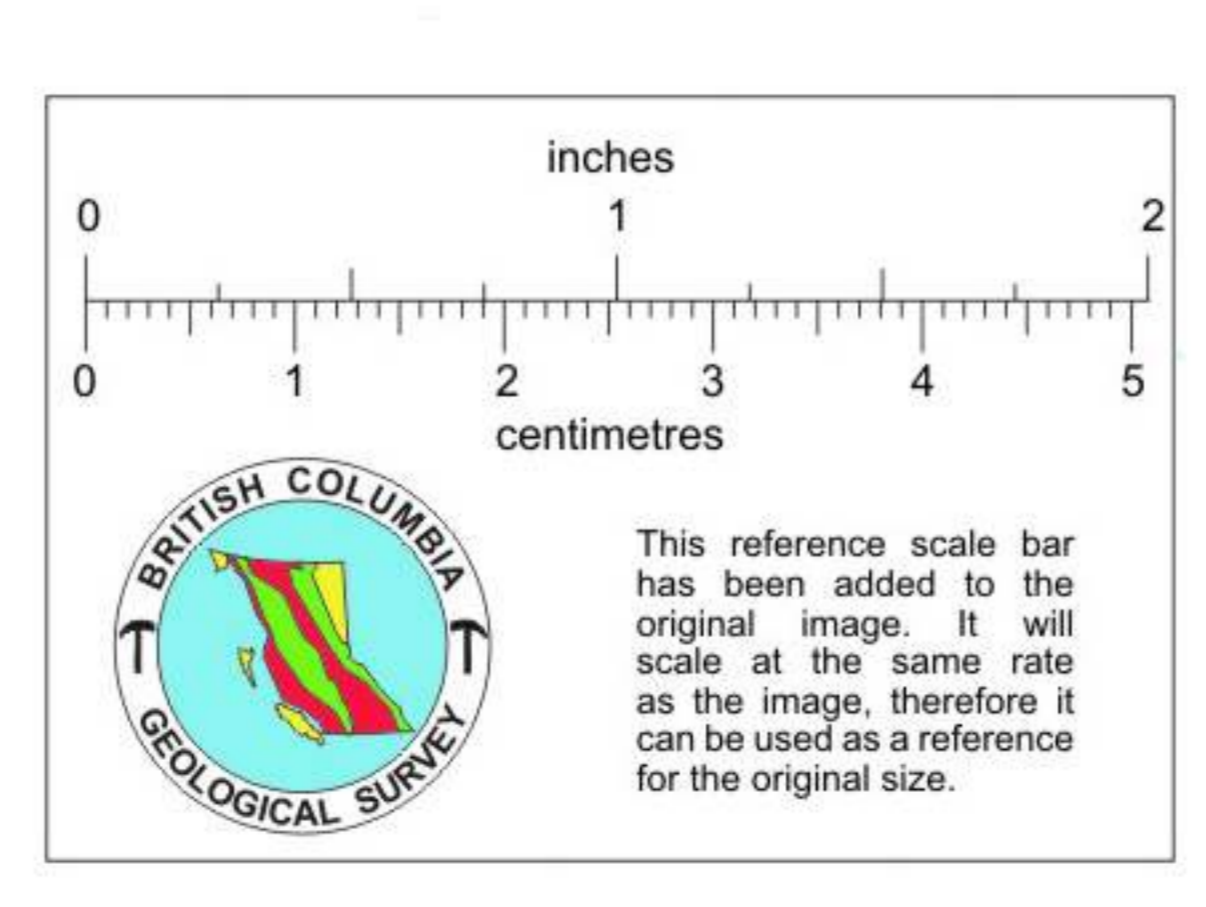 inches
0 1 2
0 1 2 3 4 5
centimetres
BRITISH COLUMBIA
GEOLOGICAL SURVEY
This reference scale bar
has been added to the
original image. It will
scale at the same rate
as the image, therefore it
can be used as a reference
for the original size.